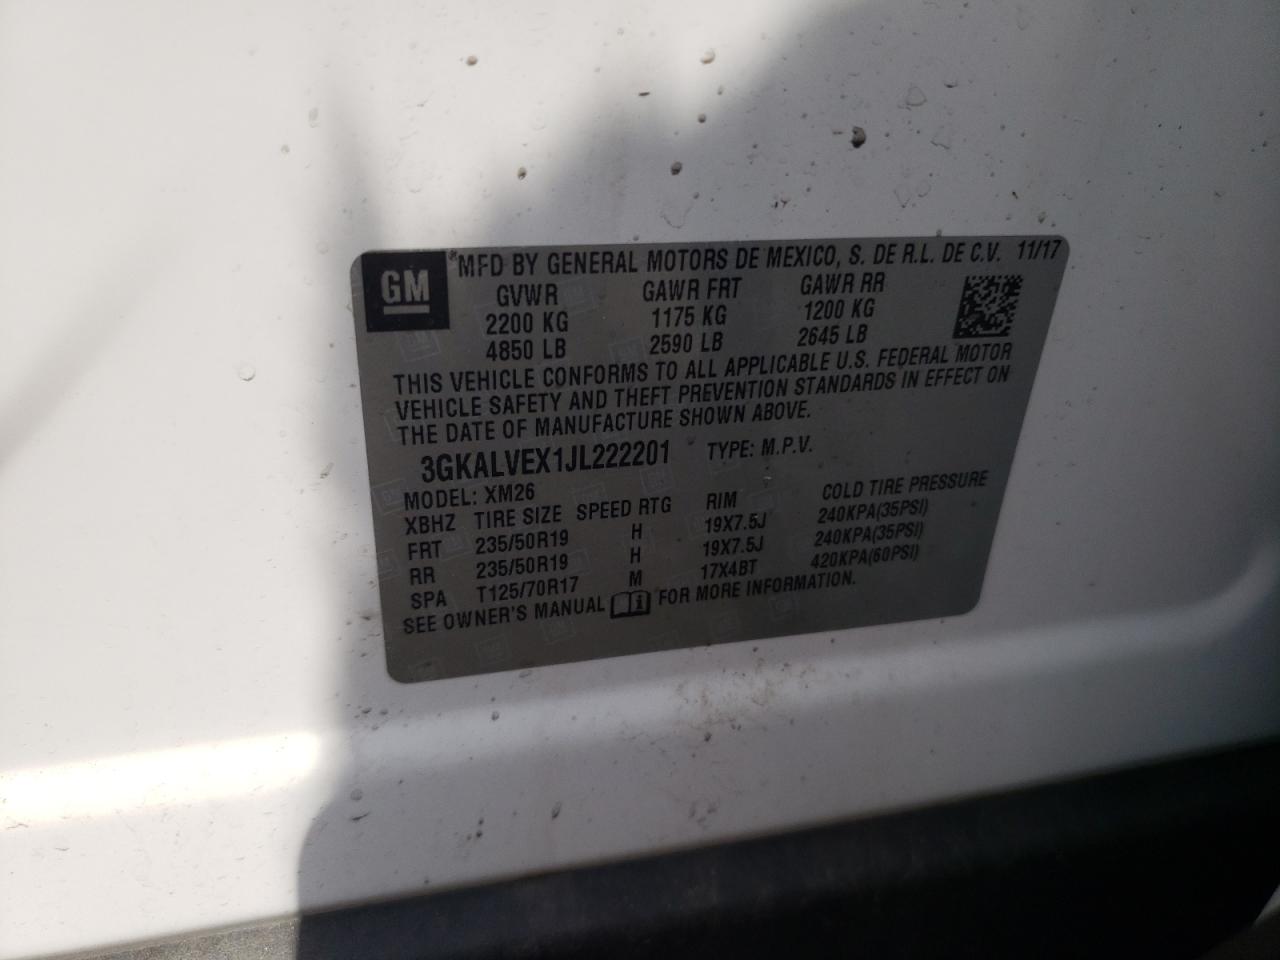 GM
MFD BY GENERAL MOTORS DE MEXICO, S. DE R.L. DE C.V. 11/17
GVWR GAWR FRT GAWR RR
2200 KG 1175 KG 1200 KG
4850 LB 2590 LB 2645 LB
THIS VEHICLE CONFORMS TO ALL APPLICABLE U.S. FEDERAL MOTOR
VEHICLE SAFETY AND THEFT PREVENTION STANDARDS IN EFFECT ON
THE DATE OF MANUFACTURE SHOWN ABOVE.
3GKALVEX1JL222201 TYPE: M.P.V.
MODEL: XM26
XBHZ TIRE SIZE SPEED RTG RIM COLD TIRE PRESSURE
FRT 235/50R19 H 19X7.5J 240KPA(35PSI)
RR 235/50R19 H 19X7.5J 240KPA(35PSI)
SPA T125/70R17 M 17X4BT 420KPA(60PSI)
SEE OWNER'S MANUAL FOR MORE INFORMATION.